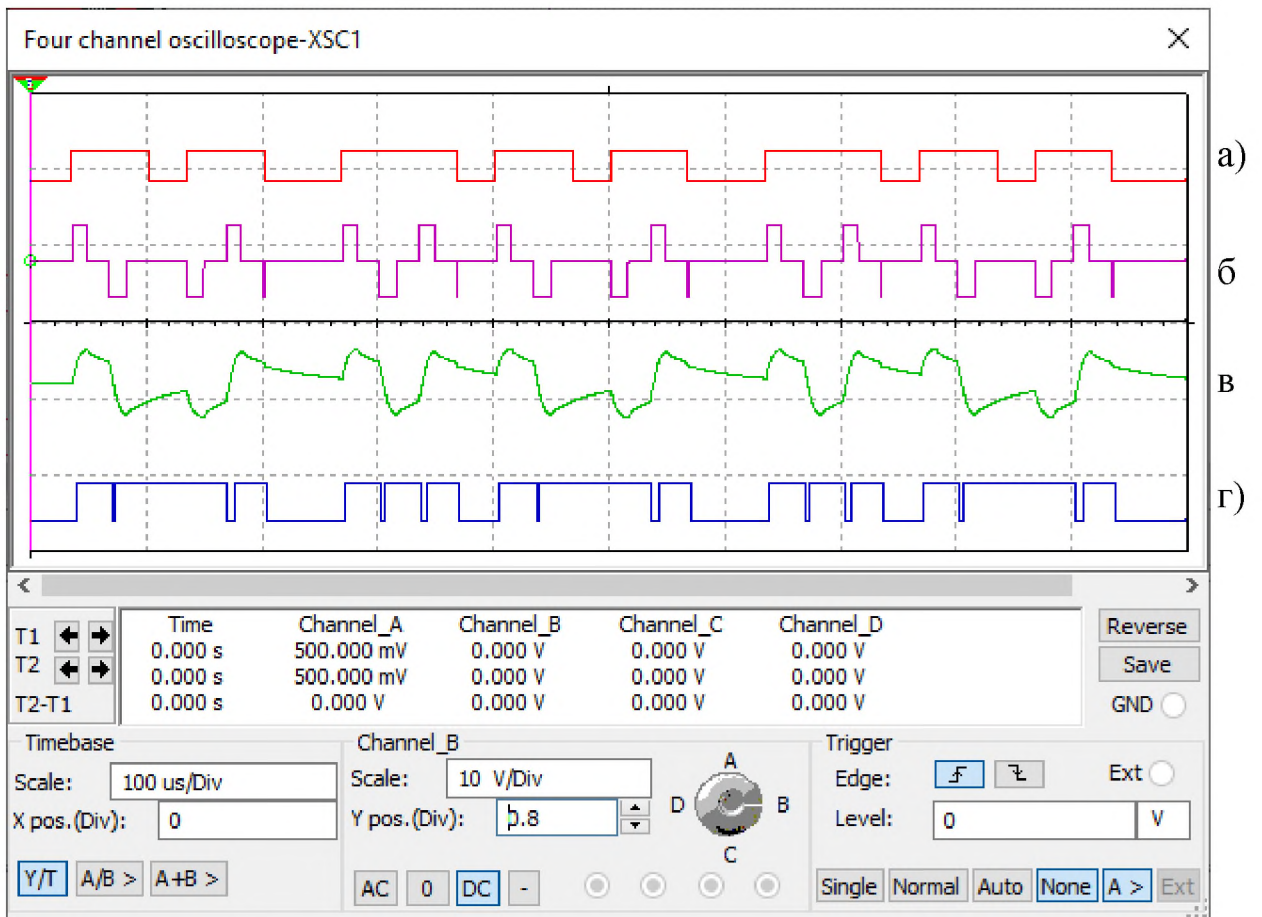 Four channel oscilloscope-XSC1
а)
б
в
г)
Time Channel_A Channel_B Channel_C Channel_D
T1 0.000 s 500.000 mV 0.000 V 0.000 V 0.000 V
T2 0.000 s 500.000 mV 0.000 V 0.000 V 0.000 V
T2-T1 0.000 s 0.000 V 0.000 V 0.000 V 0.000 V
Reverse
Save
GND
Timebase
Scale: 100 us/Div
X pos.(Div): 0
Y/T A/B > A+B >
Channel_B
Scale: 10 V/Div
Y pos.(Div): 0.8
AC 0 DC -
A
D B
C
Trigger
Edge: Ext
Level: 0 V
Single Normal Auto None A > Ext